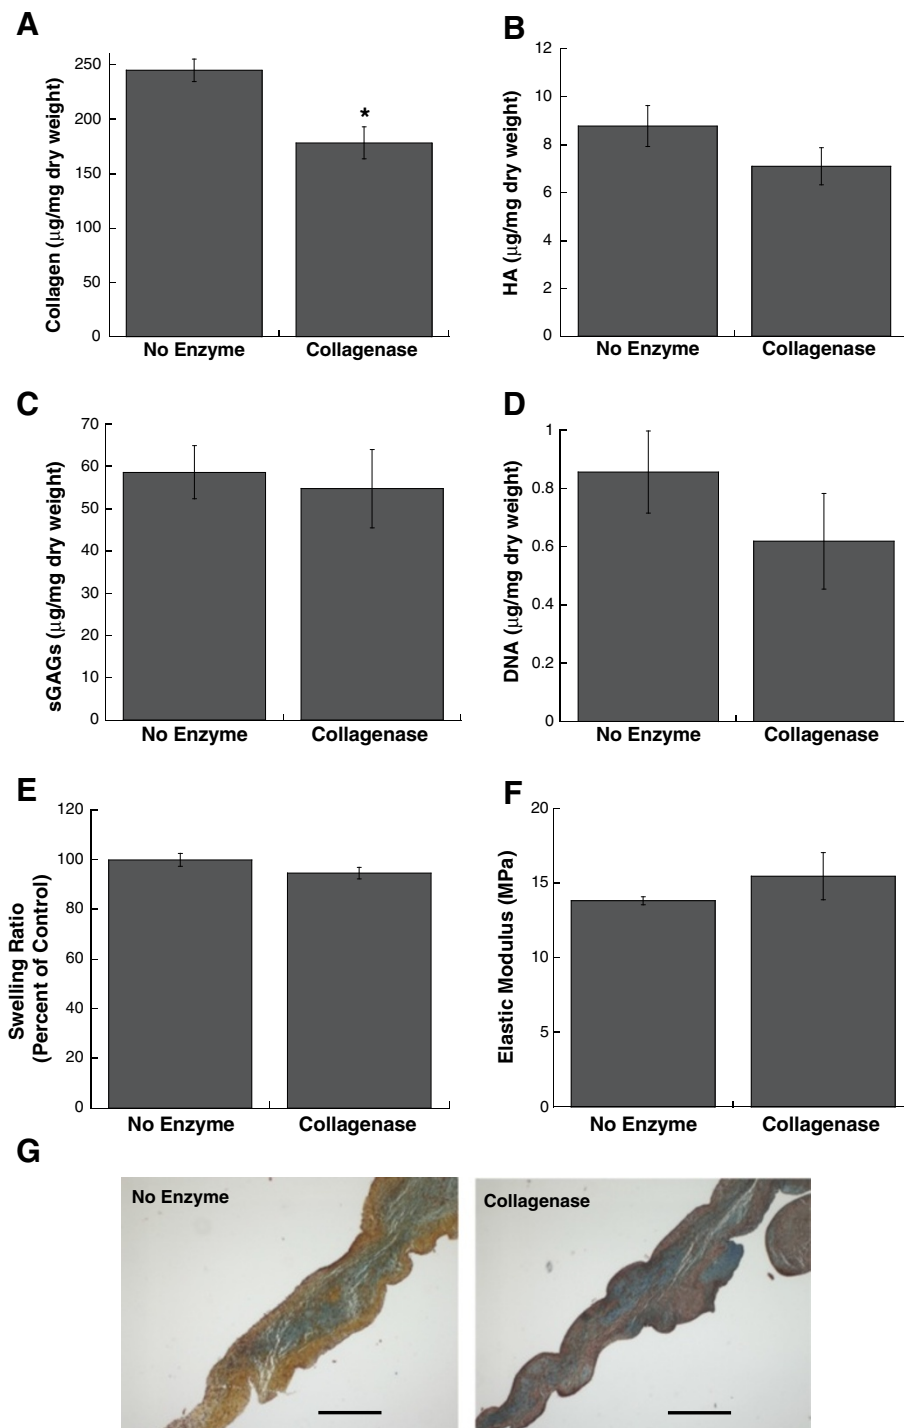 A
Collagen (μg/mg dry weight)
250
200
150
100
50
0
*
No Enzyme Collagenase
B
HA (μg/mg dry weight)
12
10
8
6
4
2
0
No Enzyme Collagenase
C
sGAGs (μg/mg dry weight)
70
60
50
40
30
20
10
0
No Enzyme Collagenase
D
DNA (μg/mg dry weight)
1
0.8
0.6
0.4
0.2
0
No Enzyme Collagenase
E
Swelling Ratio
(Percent of Control)
120
100
80
60
40
20
0
No Enzyme Collagenase
F
Elastic Modulus (MPa)
20
15
10
5
0
No Enzyme Collagenase
G
No Enzyme
Collagenase